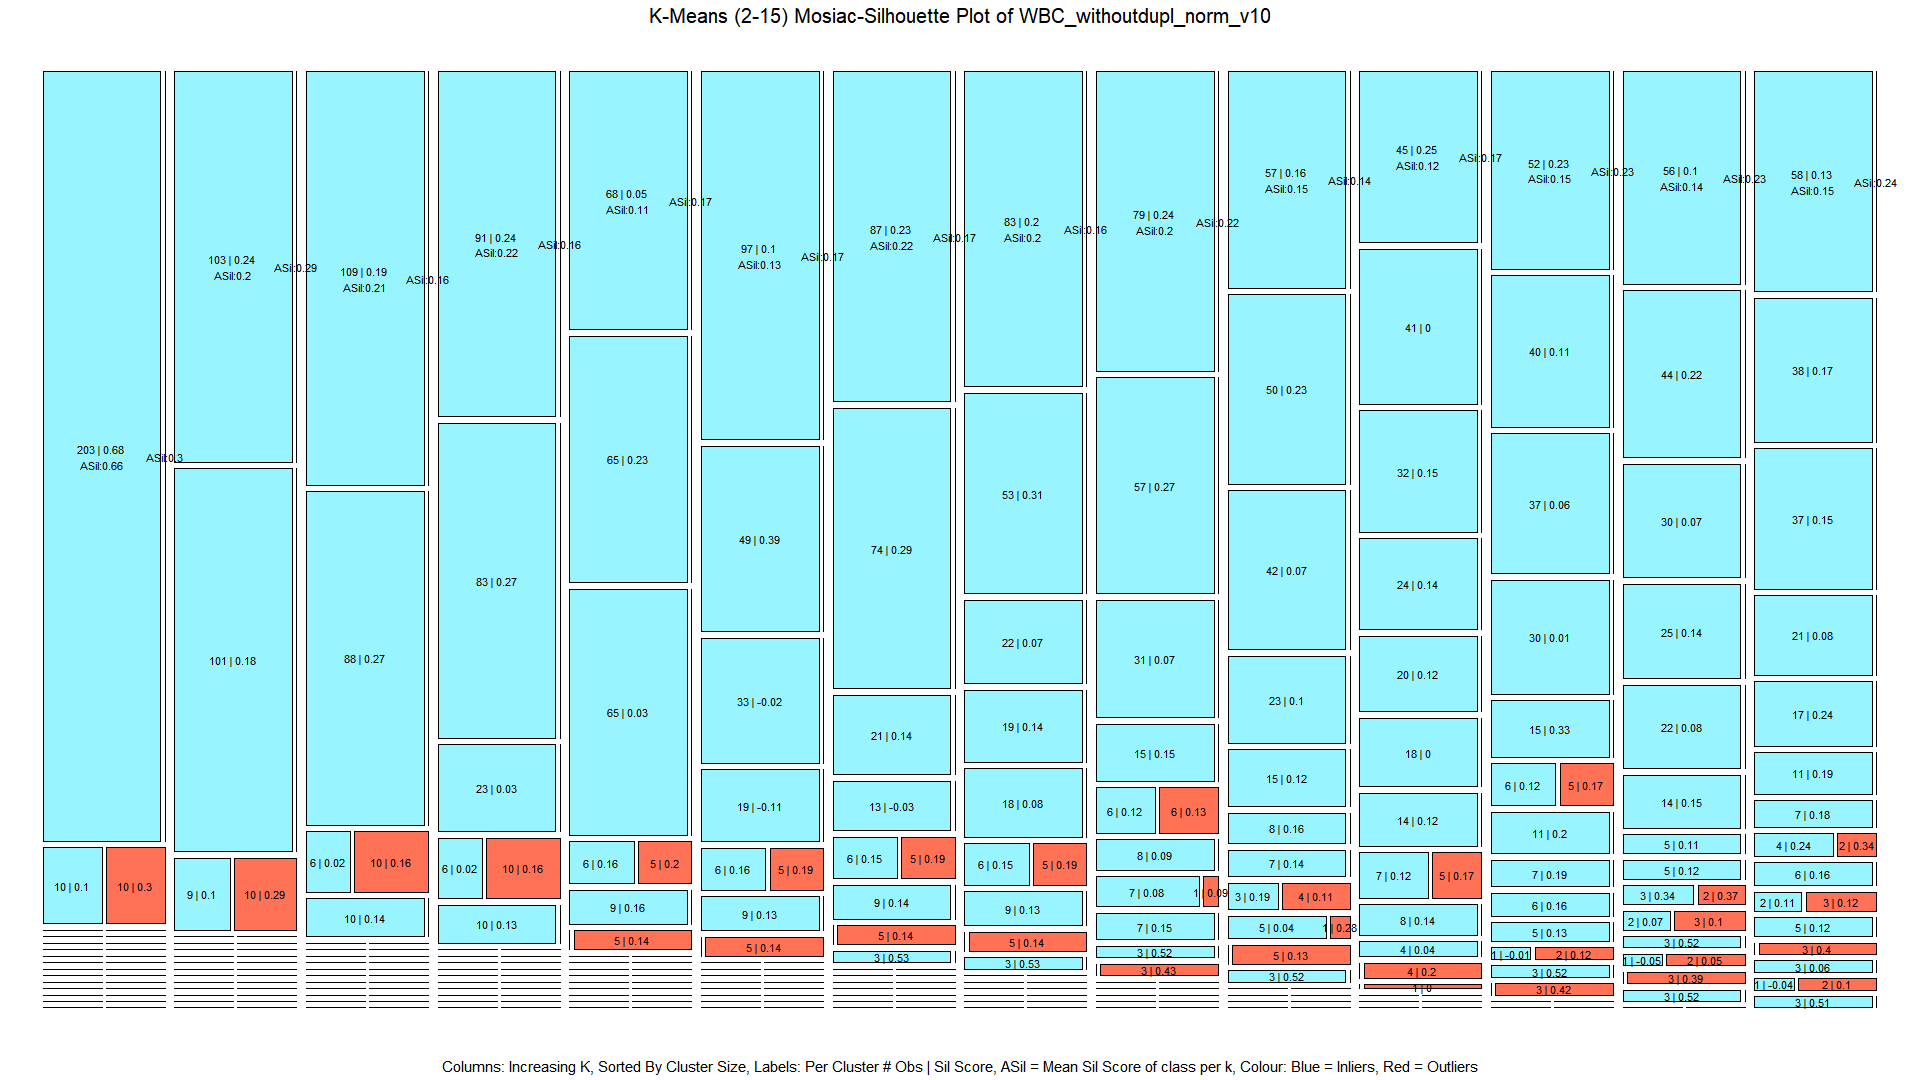 K-Means (2-15) Mosiac-Silhouette Plot of WBC_withoutdupl_norm_v10
203 | 0.68
ASil:0.66
ASil:0.3
10 | 0.1
10 | 0.3
103 | 0.24
ASil:0.2
ASil:0.29
101 | 0.18
9 | 0.1
10 | 0.29
109 | 0.19
ASil:0.21
ASil:0.16
88 | 0.27
6 | 0.02
10 | 0.16
10 | 0.14
91 | 0.24
ASil:0.22
ASil:0.16
83 | 0.27
23 | 0.03
6 | 0.02
10 | 0.16
10 | 0.13
68 | 0.05
ASil:0.11
ASil:0.17
65 | 0.23
65 | 0.03
6 | 0.16
5 | 0.2
9 | 0.16
5 | 0.14
97 | 0.1
ASil:0.13
ASil:0.17
49 | 0.39
33 | -0.02
19 | -0.11
6 | 0.16
5 | 0.19
9 | 0.13
5 | 0.14
87 | 0.23
ASil:0.22
ASil:0.17
74 | 0.29
21 | 0.14
13 | -0.03
6 | 0.15
5 | 0.19
9 | 0.14
5 | 0.14
3 | 0.53
83 | 0.2
ASil:0.2
ASil:0.16
53 | 0.31
22 | 0.07
19 | 0.14
18 | 0.08
6 | 0.15
5 | 0.19
9 | 0.13
5 | 0.14
3 | 0.53
79 | 0.24
ASil:0.2
ASil:0.22
57 | 0.27
31 | 0.07
15 | 0.15
6 | 0.12
6 | 0.13
8 | 0.09
7 | 0.08
1 | 0.09
7 | 0.15
3 | 0.52
3 | 0.43
57 | 0.16
ASil:0.15
ASil:0.14
50 | 0.23
42 | 0.07
23 | 0.1
15 | 0.12
8 | 0.16
7 | 0.14
3 | 0.19
4 | 0.11
5 | 0.04
1 | 0.28
5 | 0.13
3 | 0.52
45 | 0.25
ASil:0.12
ASil:0.17
41 | 0
32 | 0.15
24 | 0.14
20 | 0.12
18 | 0
14 | 0.12
7 | 0.12
5 | 0.17
8 | 0.14
4 | 0.04
4 | 0.2
1 | 0
52 | 0.23
ASil:0.15
ASil:0.23
40 | 0.11
37 | 0.06
30 | 0.01
15 | 0.33
6 | 0.12
5 | 0.17
11 | 0.2
7 | 0.19
6 | 0.16
5 | 0.13
1 | -0.01
2 | 0.12
3 | 0.52
3 | 0.42
56 | 0.1
ASil:0.14
ASil:0.23
44 | 0.22
30 | 0.07
25 | 0.14
22 | 0.08
14 | 0.15
5 | 0.11
5 | 0.12
3 | 0.34
2 | 0.37
2 | 0.07
3 | 0.1
3 | 0.52
1 | -0.05
2 | 0.05
3 | 0.39
3 | 0.52
58 | 0.13
ASil:0.15
ASil:0.24
38 | 0.17
37 | 0.15
21 | 0.08
17 | 0.24
11 | 0.19
7 | 0.18
4 | 0.24
2 | 0.34
6 | 0.16
2 | 0.11
3 | 0.12
5 | 0.12
3 | 0.4
3 | 0.06
1 | -0.04
2 | 0.1
3 | 0.51
Columns: Increasing K, Sorted By Cluster Size, Labels: Per Cluster # Obs | Sil Score, ASil = Mean Sil Score of class per k, Colour: Blue = Inliers, Red = Outliers